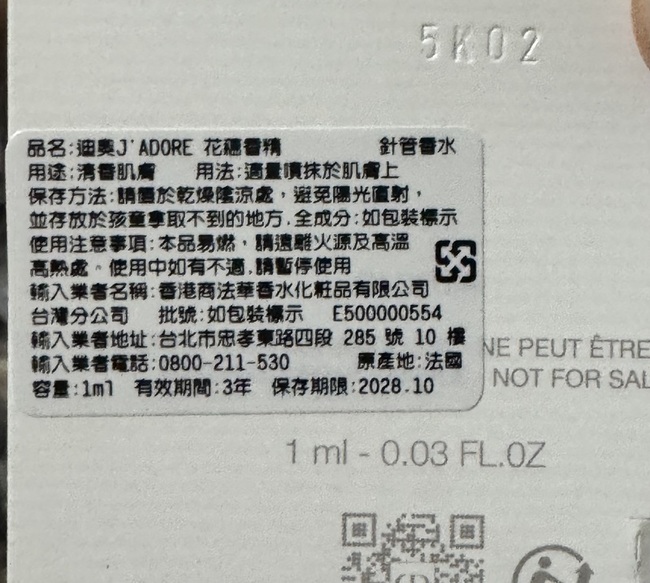 5K02
品名:迪奧J'ADORE 花蘊香精 針管香水
用途:清香肌膚 用法:適量噴抹於肌膚上
保存方法:請置於乾燥陰涼處，避免陽光直射，
並存放於孩童拿取不到的地方.全成分:如包裝標示
使用注意事項:本品易燃，請遠離火源及高溫
高熱處。使用中如有不適,請暫停使用
輸入業者名稱:香港商法華香水化粧品有限公司
台灣分公司 批號:如包裝標示 E500000554
輸入業者地址:台北市忠孝東路四段 285 號 10 樓
輸入業者電話:0800-211-530 原產地:法國
容量:1ml 有效期間:3年 保存期限:2028.10
NE PEUT ÊTRE
NOT FOR SAL
1 ml - 0.03 FL.OZ